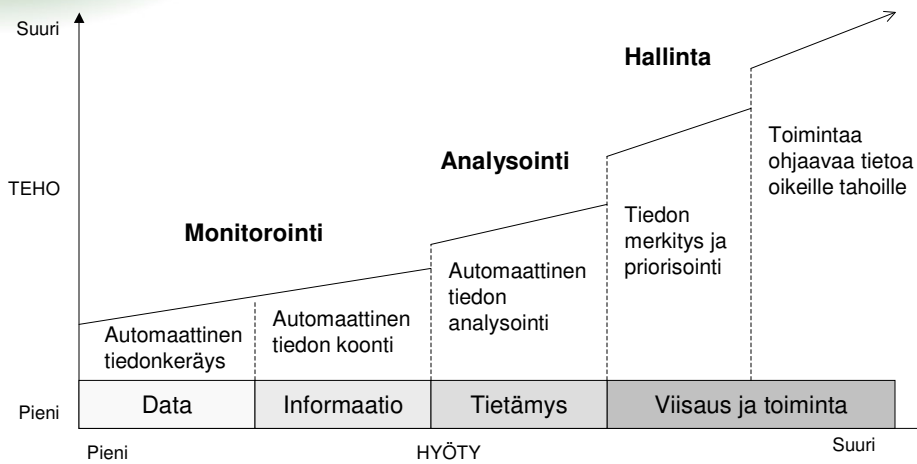 Suuri
Hallinta
Toimintaa
ohjaavaa tietoa
oikeille tahoille
Analysointi
TEHO
Tiedon
merkitys ja
priorisointi
Monitorointi
Automaattinen
tiedon
analysointi
Automaattinen
tiedon koonti
Automaattinen
tiedonkeräys
Pieni
Data
Informaatio
Tietämys
Viisaus ja toiminta
Pieni
HYÖTY
Suuri